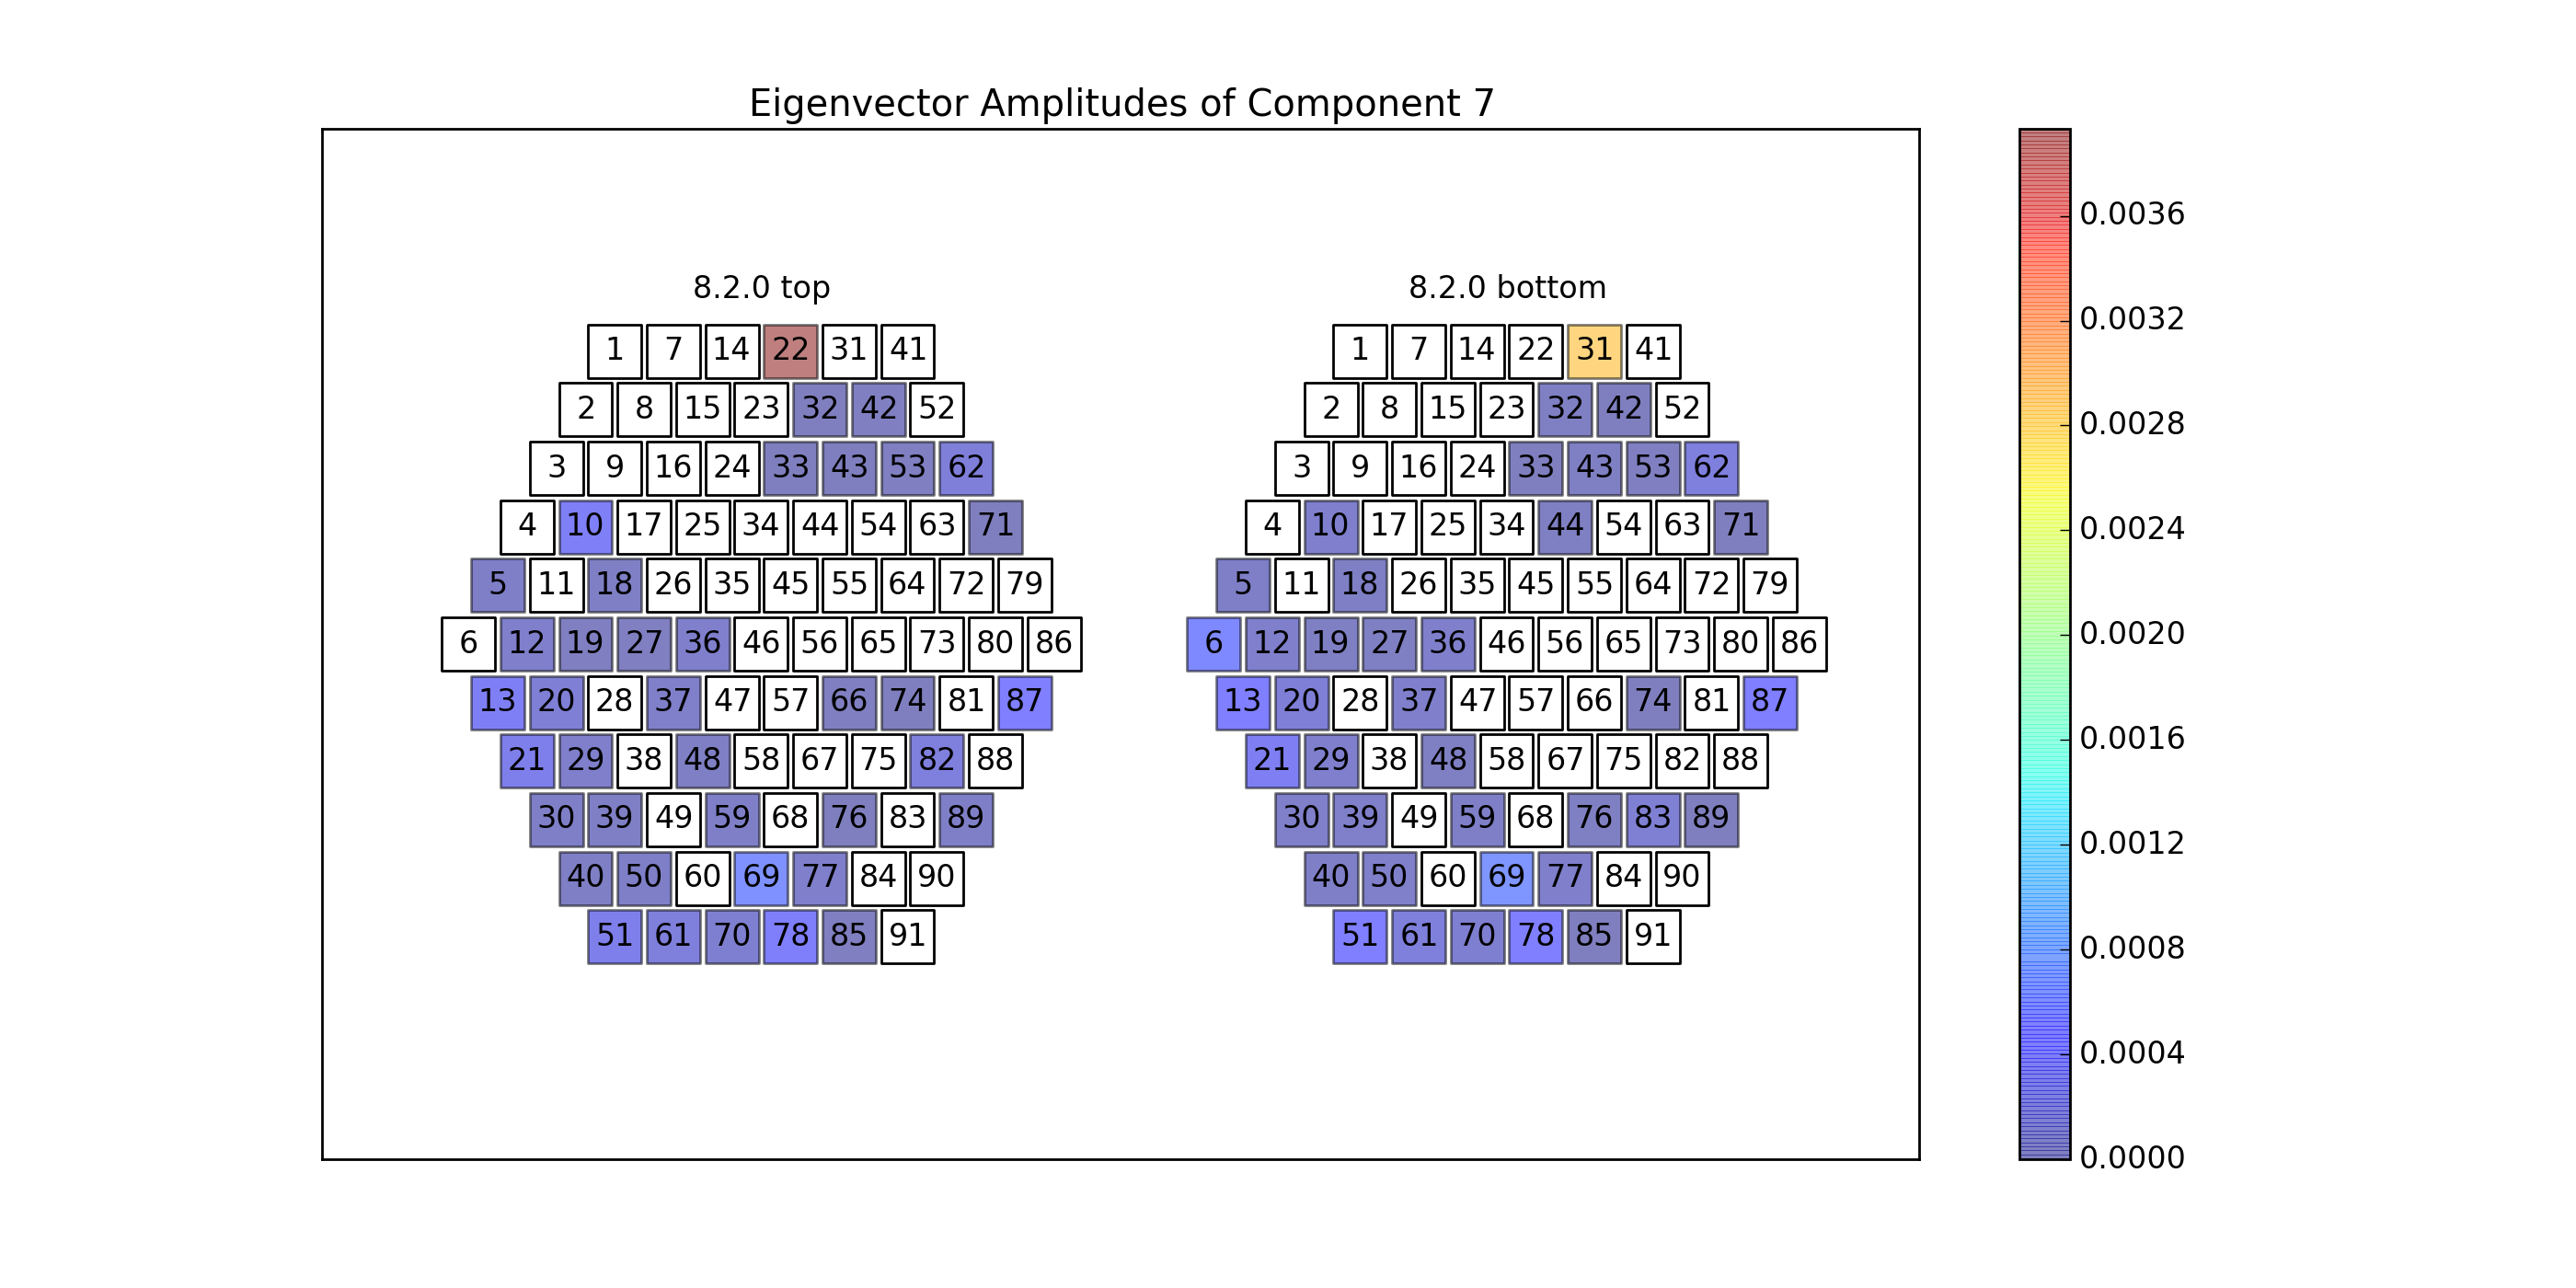 Eigenvector Amplitudes of Component 7
8.2.0 top
1 7 14 22 31 41
2 8 15 23 32 42 52
3 9 16 24 33 43 53 62
4 10 17 25 34 44 54 63 71
5 11 18 26 35 45 55 64 72 79
6 12 19 27 36 46 56 65 73 80 86
13 20 28 37 47 57 66 74 81 87
21 29 38 48 58 67 75 82 88
30 39 49 59 68 76 83 89
40 50 60 69 77 84 90
51 61 70 78 85 91
8.2.0 bottom
1 7 14 22 31 41
2 8 15 23 32 42 52
3 9 16 24 33 43 53 62
4 10 17 25 34 44 54 63 71
5 11 18 26 35 45 55 64 72 79
6 12 19 27 36 46 56 65 73 80 86
13 20 28 37 47 57 66 74 81 87
21 29 38 48 58 67 75 82 88
30 39 49 59 68 76 83 89
40 50 60 69 77 84 90
51 61 70 78 85 91
0.0036
0.0032
0.0028
0.0024
0.0020
0.0016
0.0012
0.0008
0.0004
0.0000